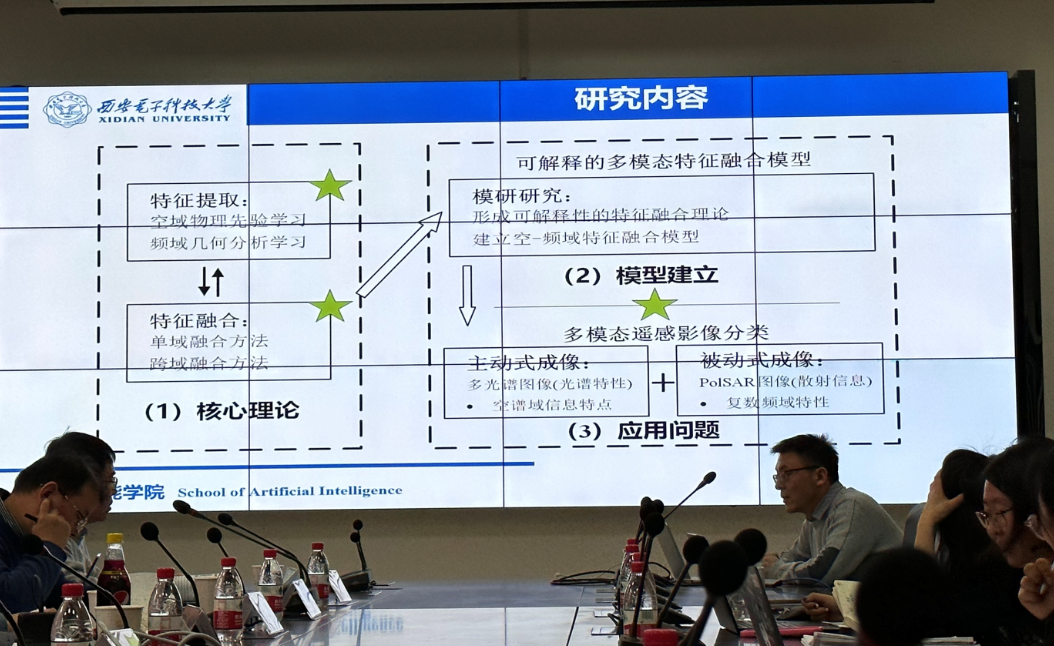 西安电子科技大学
XIDIAN UNIVERSITY
研究内容
特征提取：
空域物理先验学习
频域几何分析学习
特征融合：
单域融合方法
跨域融合方法
（1）核心理论
可解释的多模态特征融合模型
模研研究：
形成可解释性的特征融合理论
建立空-频域特征融合模型
（2）模型建立
多模态遥感影像分类
主动式成像：
多光谱图像(光谱特性)
• 空谱域信息特点
+
被动式成像：
PolSAR图像(散射信息)
• 复数频域特性
（3）应用问题
能学院 School of Artificial Intelligence